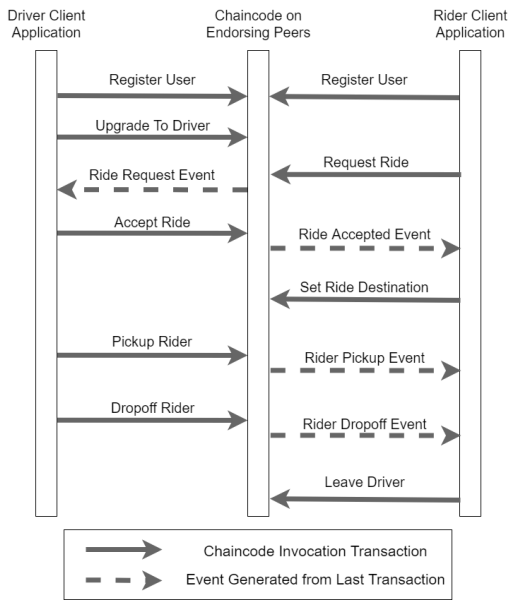 Driver Client
Application
Chaincode on
Endorsing Peers
Rider Client
Application
Register User
Register User
Upgrade To Driver
Request Ride
Ride Request Event
Accept Ride
Ride Accepted Event
Set Ride Destination
Pickup Rider
Rider Pickup Event
Dropoff Rider
Rider Dropoff Event
Leave Driver
Chaincode Invocation Transaction
Event Generated from Last Transaction